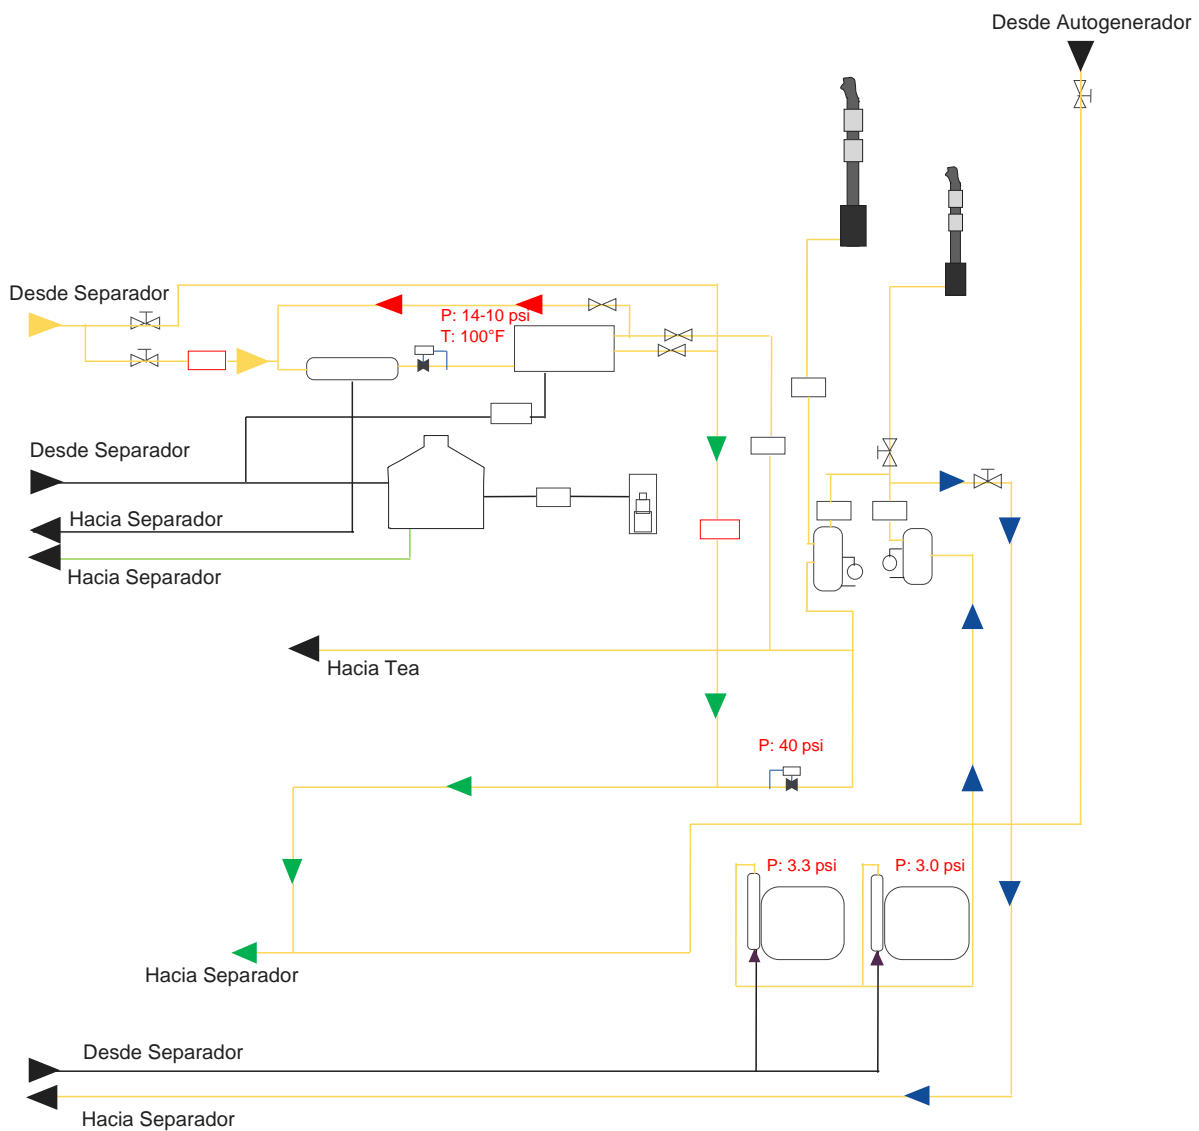 Desde Autogenerador
Desde Separador
P: 14-10 psi
T: 100°F
Desde Separador
Hacia Separador
Hacia Separador
Hacia Tea
P: 40 psi
P: 3.3 psi
P: 3.0 psi
Hacia Separador
Desde Separador
Hacia Separador